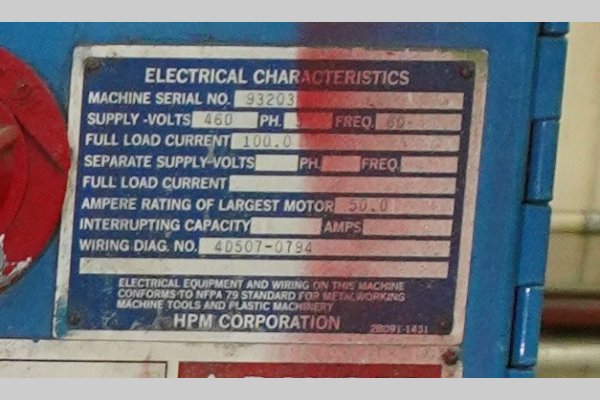 ELECTRICAL CHARACTERISTICS
MACHINE SERIAL NO. 93203
SUPPLY -VOLTS 460 PH. FREQ. 60
FULL LOAD CURRENT 100.0
SEPARATE SUPPLY-VOLTS PH. FREQ.
FULL LOAD CURRENT
AMPERE RATING OF LARGEST MOTOR 50.0
INTERRUPTING CAPACITY AMPS
WIRING DIAG. NO. 4D507-0794
ELECTRICAL EQUIPMENT AND WIRING ON THIS MACHINE
CONFORMS TO NFPA 79 STANDARD FOR METALWORKING
MACHINE TOOLS AND PLASTIC MACHINERY
HPM CORPORATION 2B091-1431